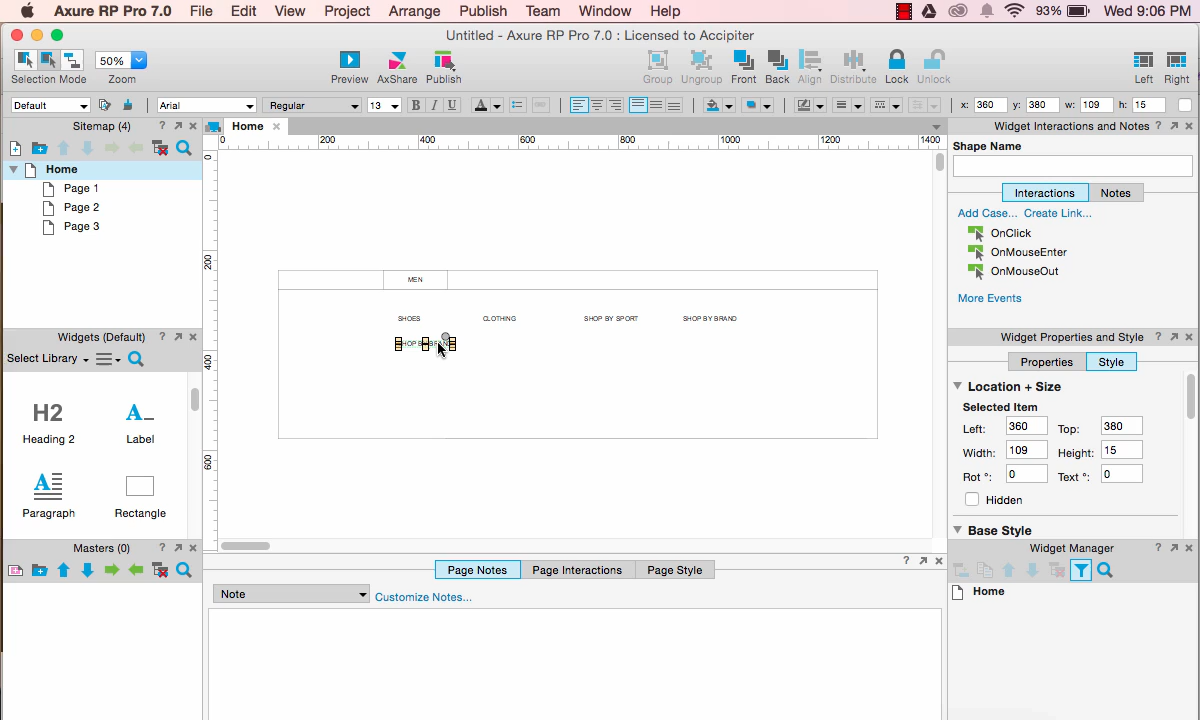 Axure RP Pro 7.0 File Edit View Project Arrange Publish Team Window Help 93% Wed 9:06 PM
Untitled - Axure RP Pro 7.0 : Licensed to Accipiter
50%
Selection Mode Zoom Preview AxShare Publish Group Ungroup Front Back Align Distribute Lock Unlock Left Right
Default Arial Regular 13 B I U A x: 360 y: 380 w: 109 h: 15
Sitemap (4) ?
Home
Page 1
Page 2
Page 3
Widgets (Default) ?
Select Library
H2 A
Heading 2 Label
Paragraph Rectangle
Masters (0) ?
Home
0 200 400 600 800 1000 1200 1400
0
200
400
600
MEN
SHOES CLOTHING SHOP BY SPORT SHOP BY BRAND
SHOP BY BRAND
?
Page Notes Page Interactions Page Style
Note Customize Notes...
Widget Interactions and Notes ?
Shape Name
Interactions Notes
Add Case... Create Link...
OnClick
OnMouseEnter
OnMouseOut
More Events
Widget Properties and Style ?
Properties Style
Location + Size
Selected Item
Left: 360 Top: 380
Width: 109 Height: 15
Rot °: 0 Text °: 0
Hidden
Base Style
Widget Manager ?
Home